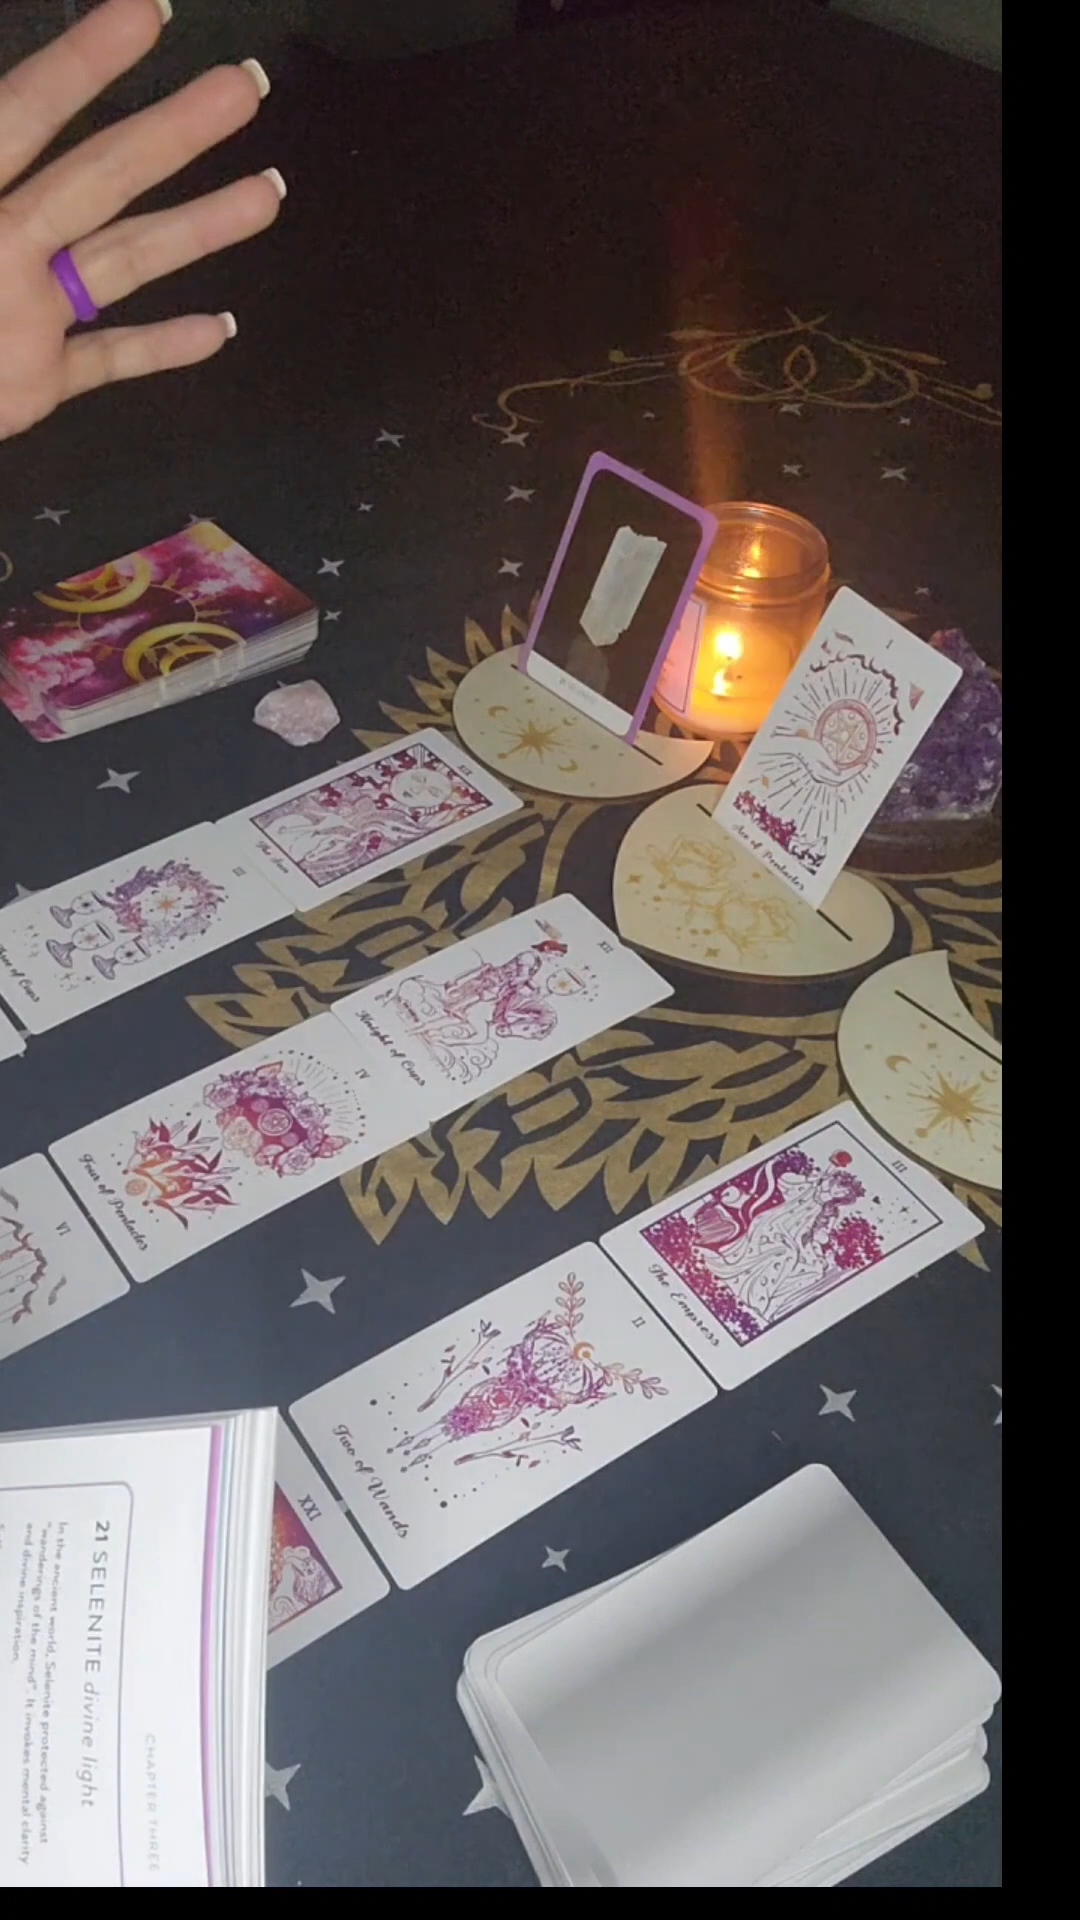 XIX
The Sun
III
of Cups
I
Ace of Pentacles
XII
Knight of Cups
IV
Four of Pentacles
VI
III
The Empress
II
Two of Wands
XXI
CHAPTER THREE
21 SELENITE divine light
In the ancient world, Selenite protected against
"wanderings of the mind". It invokes mental clarity
and divine inspiration.